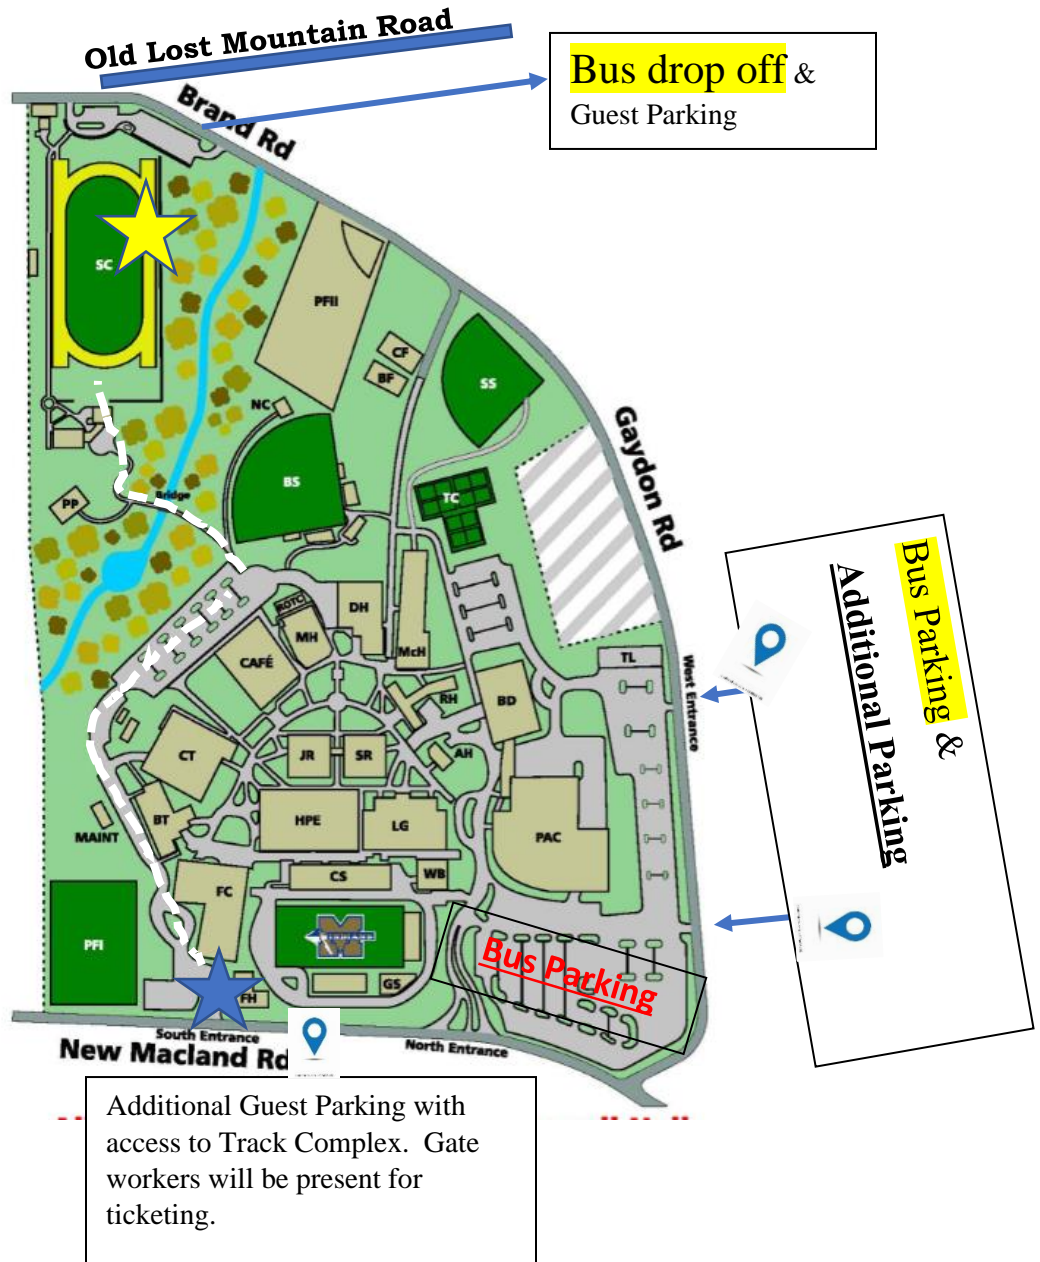 Old Lost Mountain Road
Bus drop off &
Guest Parking
Brand Rd
SC
PFII
CF
BF
SS
NC
Gaydon Rd
BS
TC
PP
Bridge
Bus Parking &
Additional Parking
ROTC
DH
MH
McH
CAFÉ
TL
West Entrance
RH
BD
CT
JR
SR
AH
BT
HPE
LG
PAC
MAINT
CS
WB
FC
PFI
Bus Parking
GS
FH
South Entrance
North Entrance
New Macland Rd
Additional Guest Parking with
access to Track Complex. Gate
workers will be present for
ticketing.